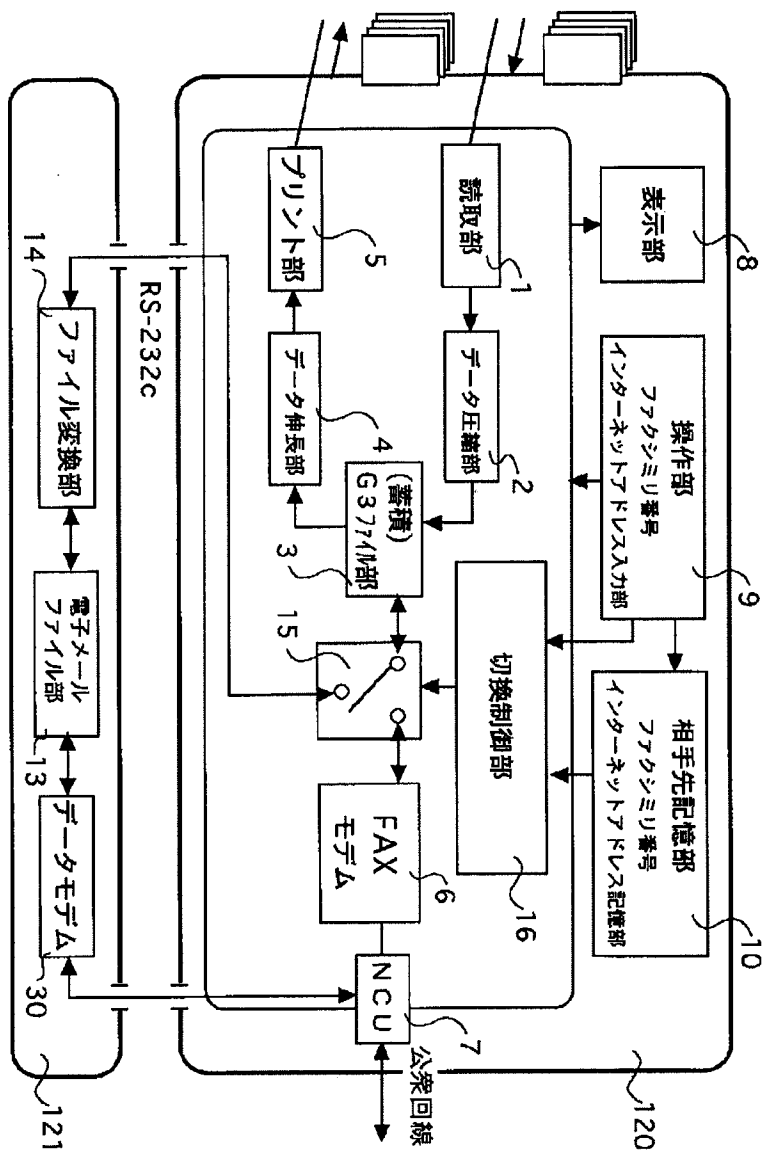 表示部
8
操作部
ファクシミリ番号
インターネットアドレス入力部
9
相手先記憶部
ファクシミリ番号
インターネットアドレス記憶部
10
読取部
1
データ圧縮部
2
切換制御部
16
プリント部
5
データ伸長部
4
(蓄積)
G3ファイル部
3
15
FAX
モデム
6
NCU
7
公衆回線
120
RS-232c
14
ファイル変換部
電子メール
ファイル部
13
データモデム
30
121